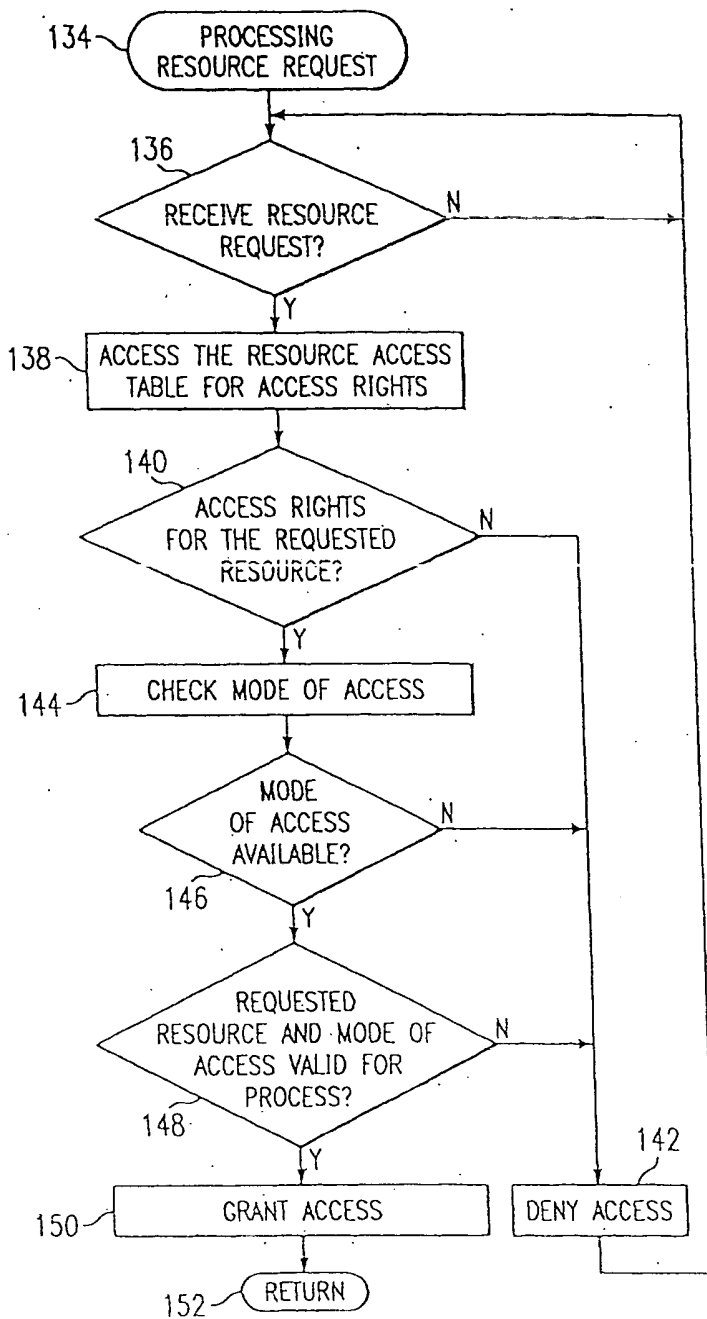 134
PROCESSING
RESOURCE REQUEST
136
RECEIVE RESOURCE
REQUEST?
N
Y
138
ACCESS THE RESOURCE ACCESS
TABLE FOR ACCESS RIGHTS
140
ACCESS RIGHTS
FOR THE REQUESTED
RESOURCE?
N
Y
144
CHECK MODE OF ACCESS
MODE
OF ACCESS
AVAILABLE?
N
146
Y
REQUESTED
RESOURCE AND MODE OF
ACCESS VALID FOR
PROCESS?
N
148
Y
142
150
GRANT ACCESS
DENY ACCESS
152
RETURN